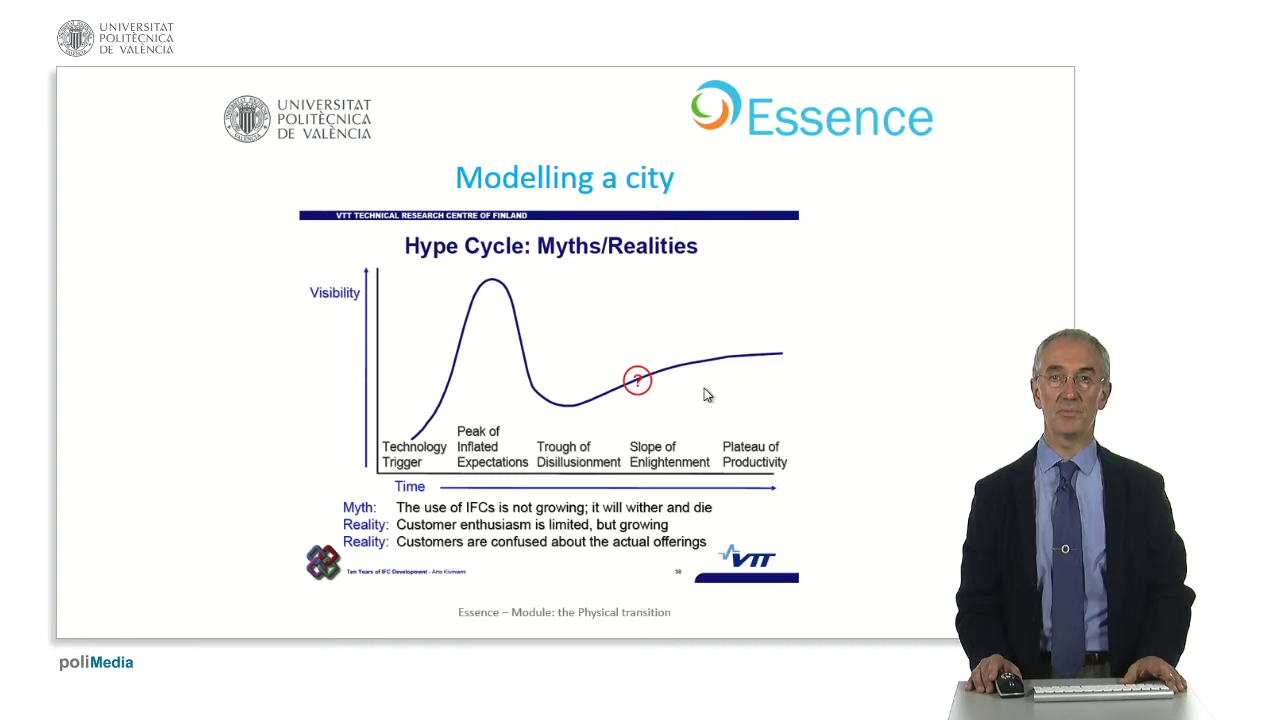 UNIVERSITAT
POLITÈCNICA
DE VALÈNCIA
UNIVERSITAT
POLITÈCNICA
DE VALÈNCIA
Essence
Modelling a city
VTT TECHNICAL RESEARCH CENTRE OF FINLAND
Hype Cycle: Myths/Realities
Visibility
?
Technology
Trigger
Peak of
Inflated
Expectations
Trough of
Disillusionment
Slope of
Enlightenment
Plateau of
Productivity
Time
Myth: The use of IFCs is not growing; it will wither and die
Reality: Customer enthusiasm is limited, but growing
Reality: Customers are confused about the actual offerings
Ten Years of IFC Development - Arto Kiviniemi
38
VTT
Essence – Module: the Physical transition
poliMedia